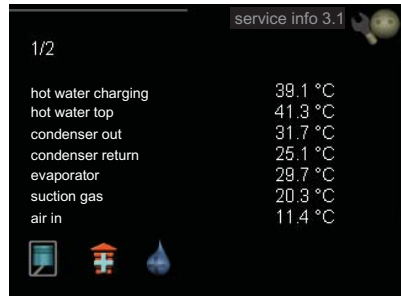 service info 3.1
1/2
hot water charging 39.1 °C
hot water top 41.3 °C
condenser out 31.7 °C
condenser return 25.1 °C
evaporator 29.7 °C
suction gas 20.3 °C
air in 11.4 °C